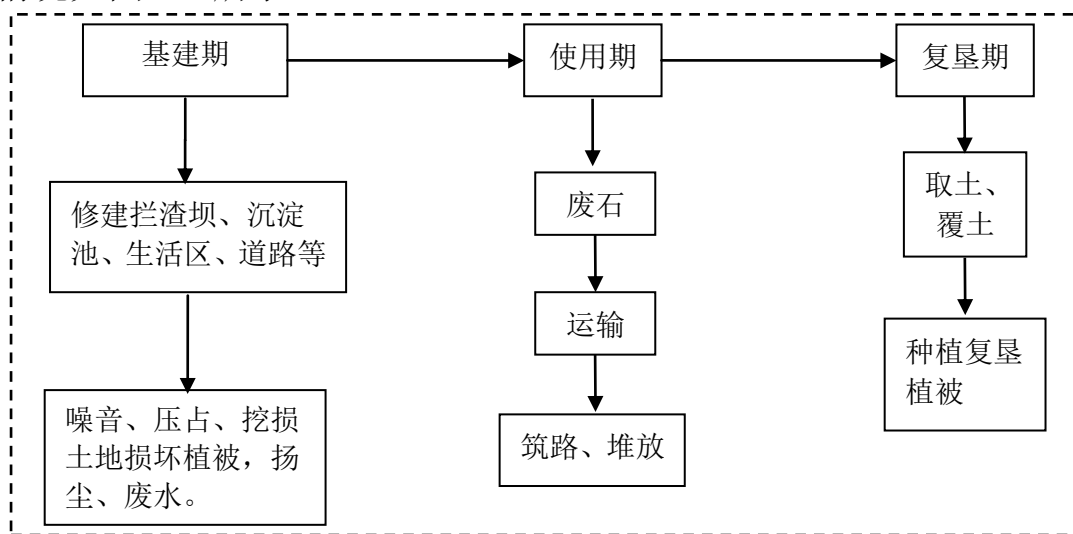 基建期
使用期
复垦期
修建拦渣坝、沉淀
池、生活区、道路等
废石
取土、
覆土
运输
种植复垦
植被
噪音、压占、挖损
土地损坏植被，扬
尘、废水。
筑路、堆放